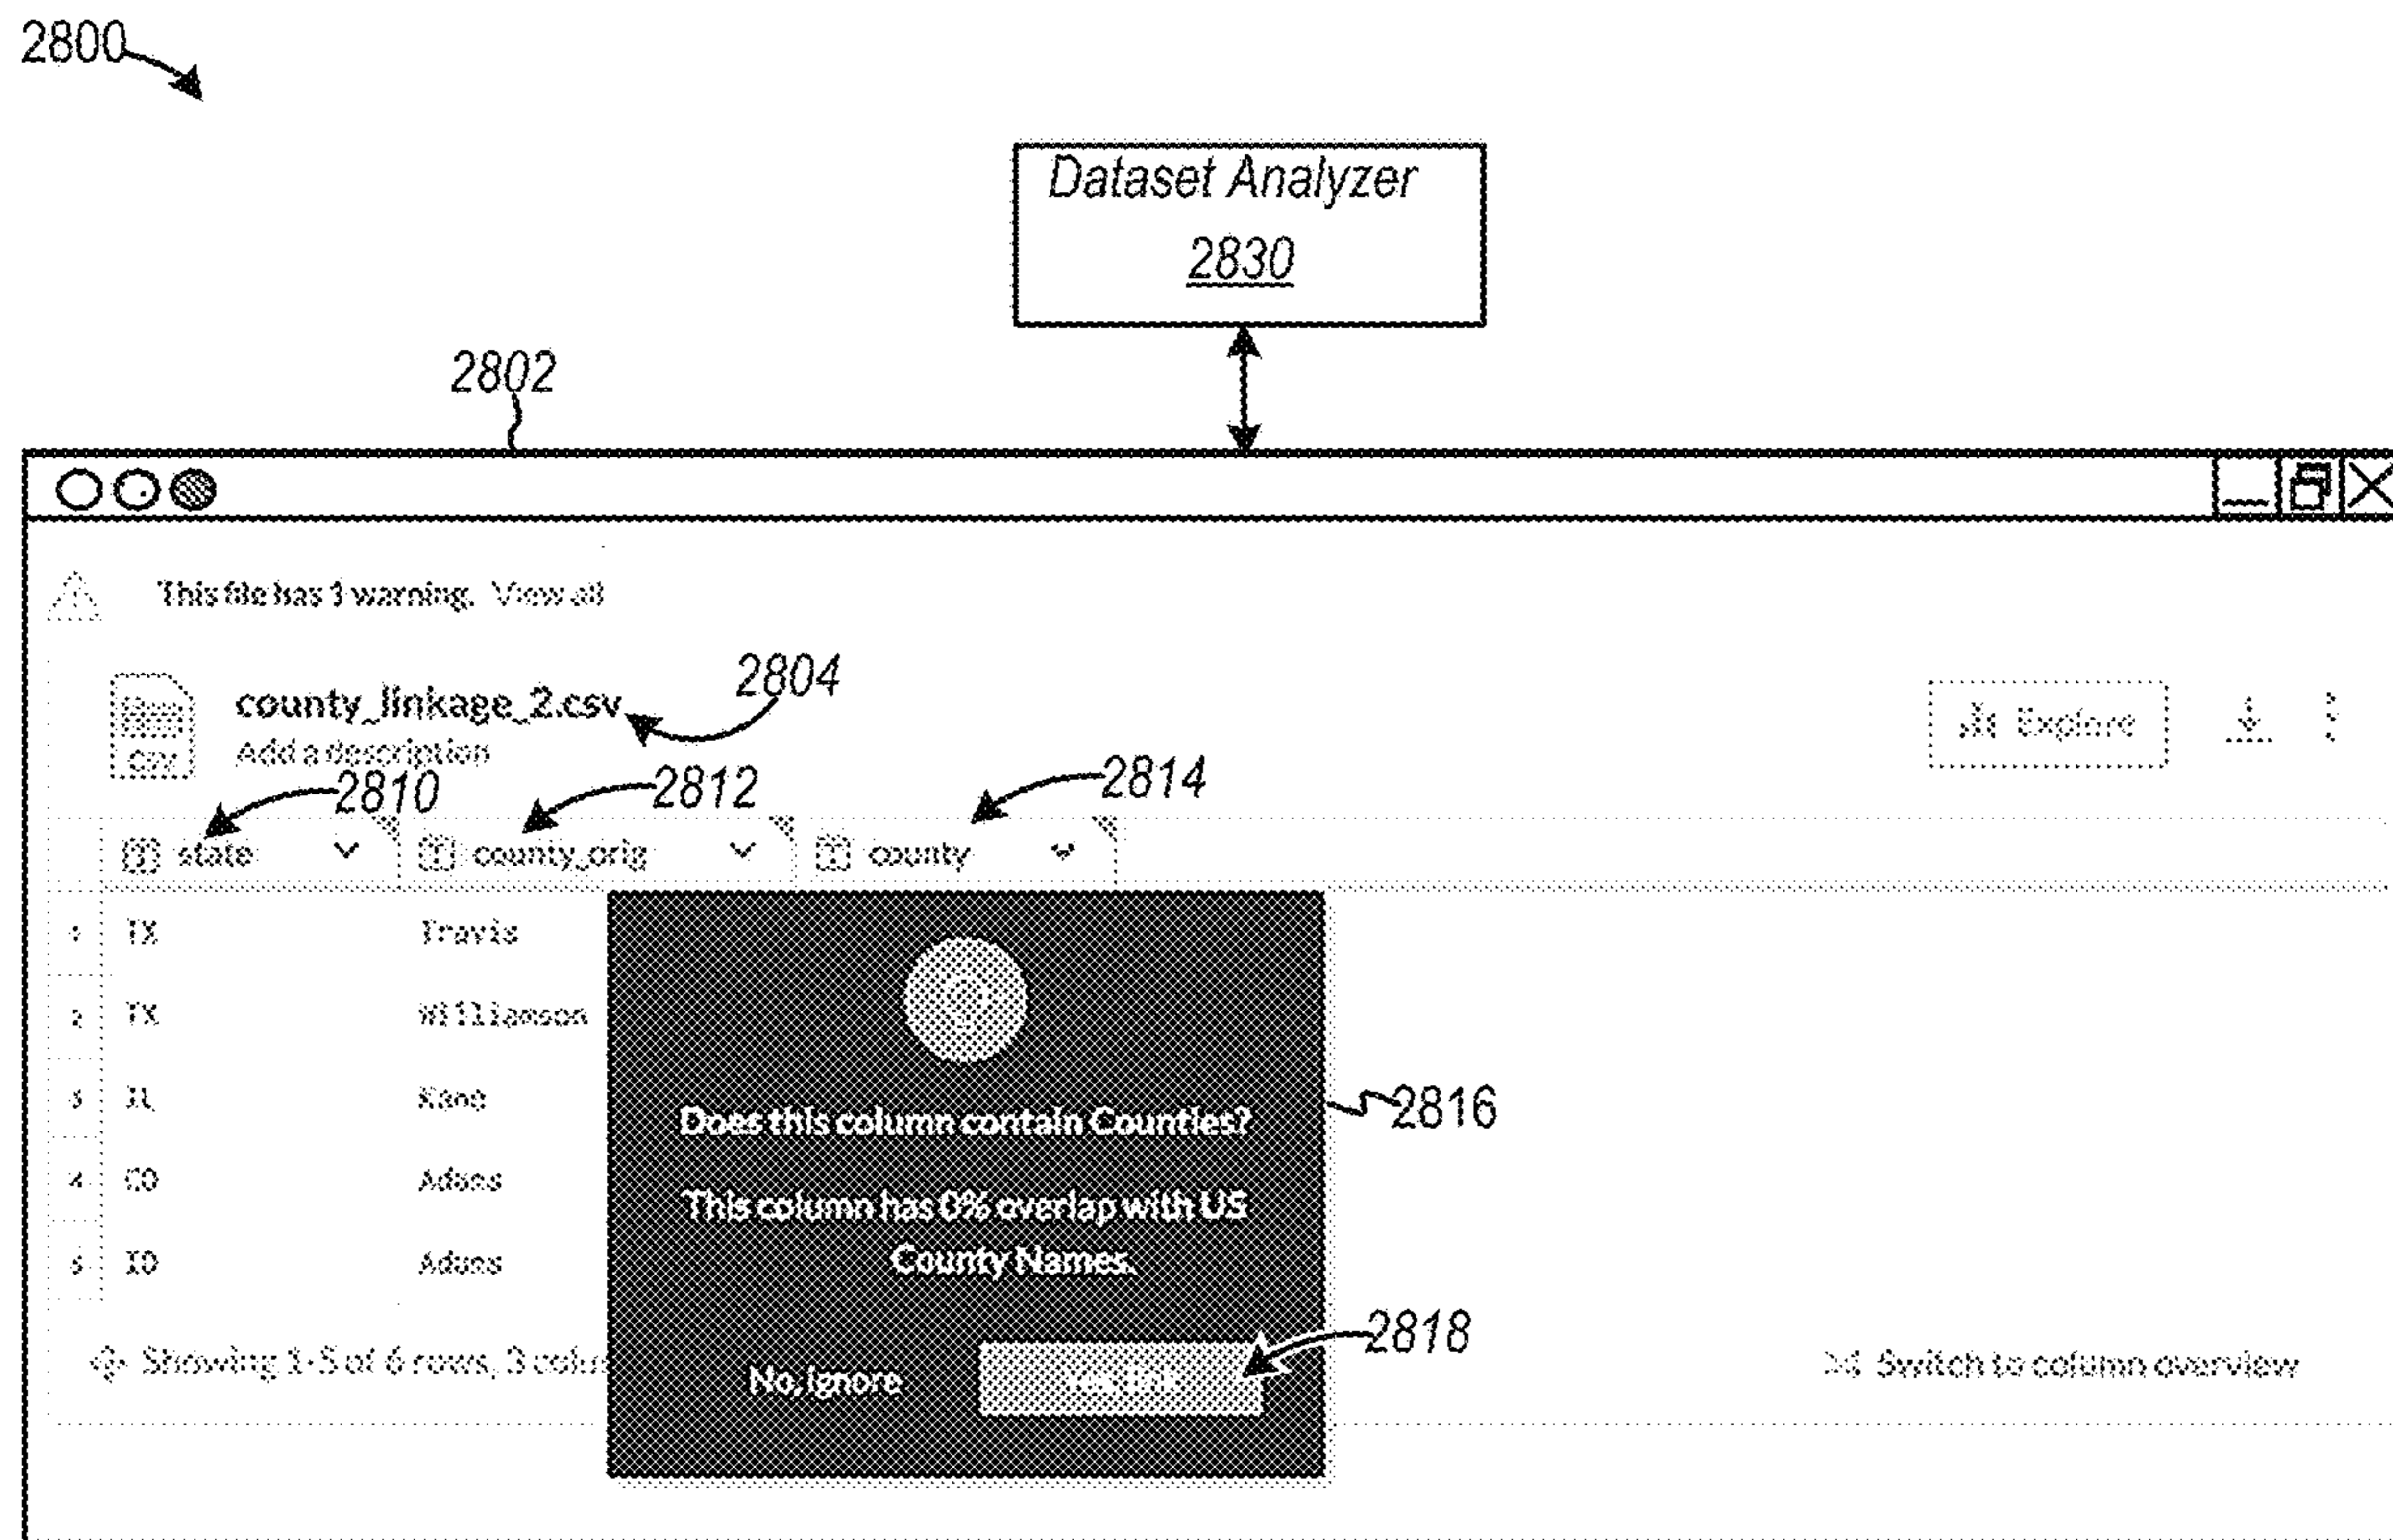 2800
Dataset Analyzer
2830
2802
This file has 1 warning. View all
county_linkage_2.csv 2804
CSV Add a description
Explore
2810 2812 2814
state county_orig county
1 TX Travis
2 TX Williamson
3 IL Kane
4 CO Adams
5 IO Adams
Does this column contain Counties?
2816
This column has 0% overlap with US
County Names.
2818
Showing 1-5 of 6 rows, 3 colu
No, ignore
Switch to column overview